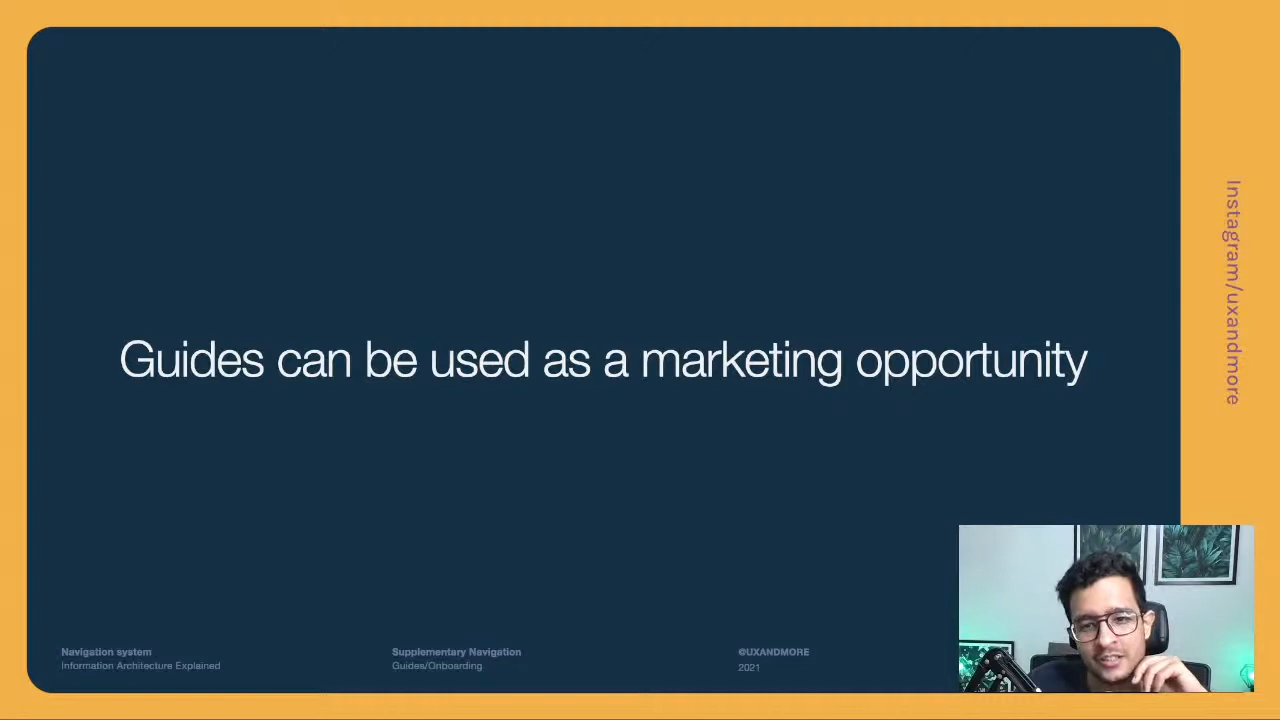 Guides can be used as a marketing opportunity
Instagram/uxandmore
Navigation system
Information Architecture Explained
Supplementary Navigation
Guides/Onboarding
@UXANDMORE
2021